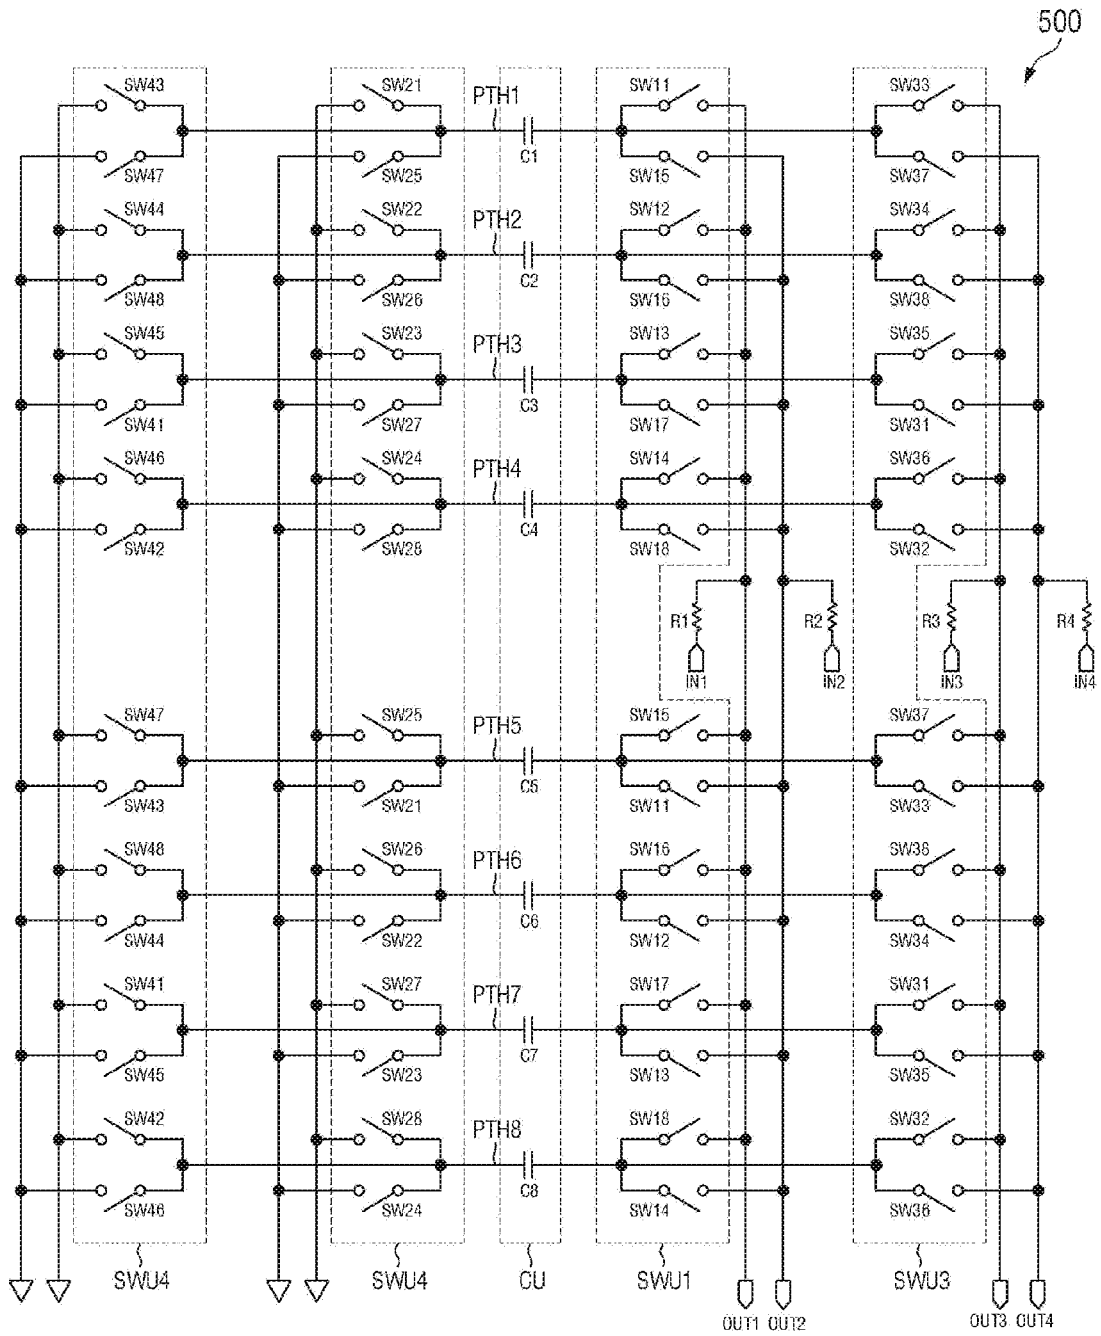 500
SW43 SW21 PTH1 SW11 SW33
C1
SW47 SW25 SW15 SW37
SW44 SW22 PTH2 SW12 SW34
C2
SW48 SW26 SW16 SW38
SW45 SW23 PTH3 SW13 SW35
C3
SW41 SW27 SW17 SW31
SW46 SW24 PTH4 SW14 SW36
C4
SW42 SW28 SW18 SW32
R1 R2 R3 R4
IN1 IN2 IN3 IN4
SW47 SW25 PTH5 SW15 SW37
C5
SW43 SW21 SW11 SW33
SW48 SW26 PTH6 SW16 SW38
C6
SW44 SW22 SW12 SW34
SW41 SW27 PTH7 SW17 SW31
C7
SW45 SW23 SW13 SW35
SW42 SW28 PTH8 SW18 SW32
C8
SW46 SW24 SW14 SW36
SWU4 SWU4 CU SWU1 SWU3
OUT1 OUT2 OUT3 OUT4